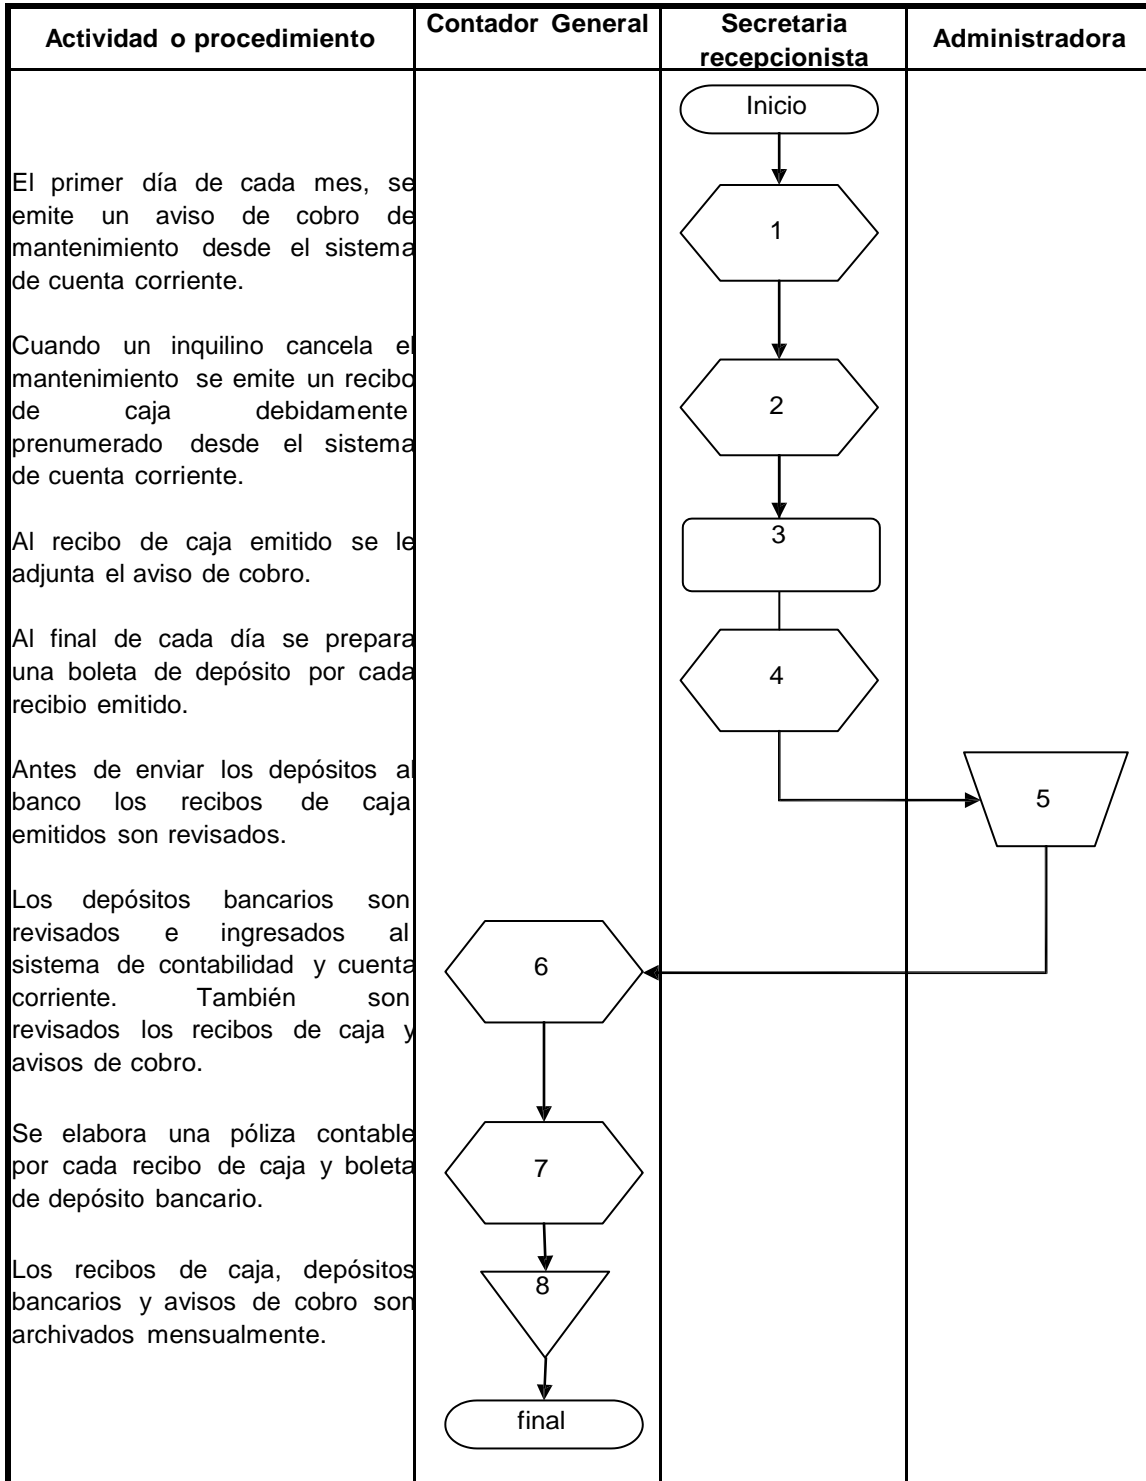 Actividad o procedimiento
Contador General
Secretaria
recepcionista
Administradora
Inicio
El primer día de cada mes, se
emite un aviso de cobro de
mantenimiento desde el sistema
de cuenta corriente.
1
Cuando un inquilino cancela el
mantenimiento se emite un recibo
de caja debidamente
prenumerado desde el sistema
de cuenta corriente.
2
Al recibo de caja emitido se le
adjunta el aviso de cobro.
3
Al final de cada día se prepara
una boleta de depósito por cada
recibio emitido.
4
Antes de enviar los depósitos al
banco los recibos de caja
emitidos son revisados.
5
Los depósitos bancarios son
revisados e ingresados al
sistema de contabilidad y cuenta
corriente. También son
revisados los recibos de caja y
avisos de cobro.
6
Se elabora una póliza contable
por cada recibo de caja y boleta
de depósito bancario.
7
Los recibos de caja, depósitos
bancarios y avisos de cobro son
archivados mensualmente.
8
final